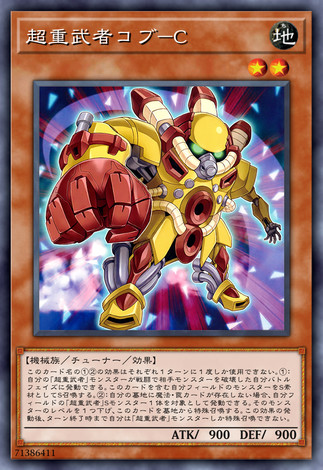 超重武者コブ-C
地
【機械族／チューナー／効果】
このカード名の①②の効果はそれぞれ１ターンに１度しか使用できない。①：
自分の「超重武者」モンスターが戦闘で相手モンスターを破壊した自分バトル
フェイズに発動できる。このカードを含む自分フィールドのモンスターをS素
材としてS召喚する。②：自分の墓地に魔法・罠カードが存在しない場合、自分フィ
ールドの「超重武者」Sモンスター１体を対象として発動できる。そのモンス
ターのレベルを１つ下げ、このカードを墓地から特殊召喚する。この効果の発
動後、ターン終了時まで自分は「超重武者」モンスターしか特殊召喚できない。
ATK/ 900 DEF/ 900
71386411